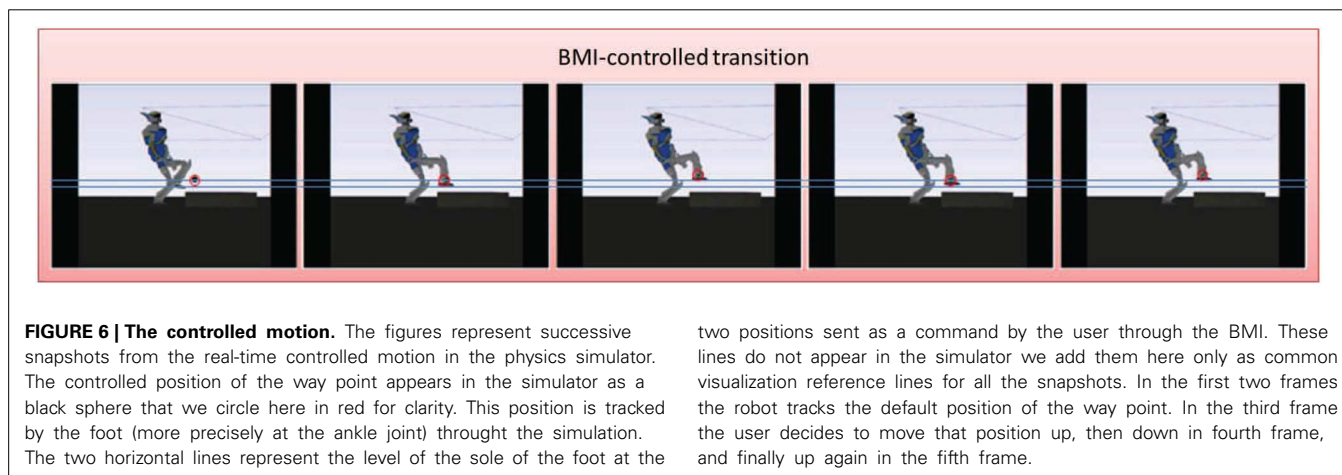 BMI-controlled transition
FIGURE 6 | The controlled motion. The figures represent successive
snapshots from the real-time controlled motion in the physics simulator.
The controlled position of the way point appears in the simulator as a
black sphere that we circle here in red for clarity. This position is tracked
by the foot (more precisely at the ankle joint) throught the simulation.
The two horizontal lines represent the level of the sole of the foot at the
two positions sent as a command by the user through the BMI. These
lines do not appear in the simulator we add them here only as common
visualization reference lines for all the snapshots. In the first two frames
the robot tracks the default position of the way point. In the third frame
the user decides to move that position up, then down in fourth frame,
and finally up again in the fifth frame.